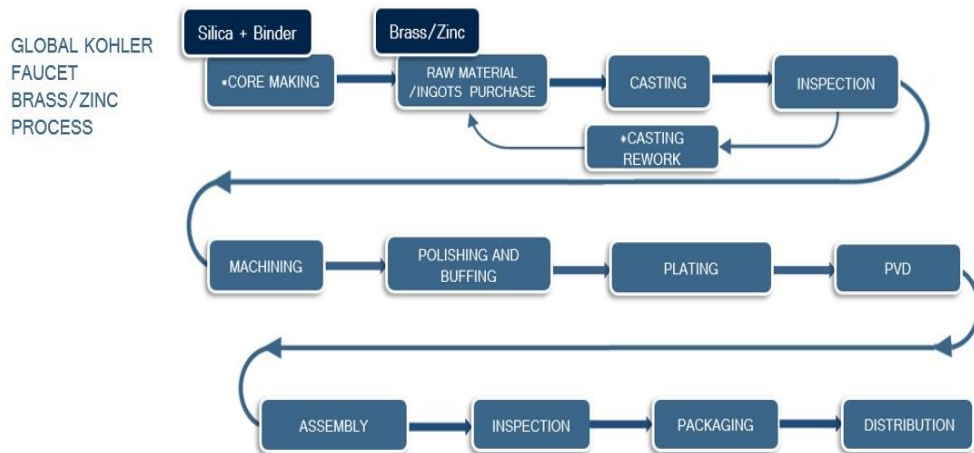 GLOBAL KOHLER
FAUCET
BRASS/ZINC
PROCESS
Silica + Binder
*CORE MAKING
Brass/Zinc
RAW MATERIAL
/INGOTS PURCHASE
CASTING
INSPECTION
*CASTING
REWORK
MACHINING
POLISHING AND
BUFFING
PLATING
PVD
ASSEMBLY
INSPECTION
PACKAGING
DISTRIBUTION